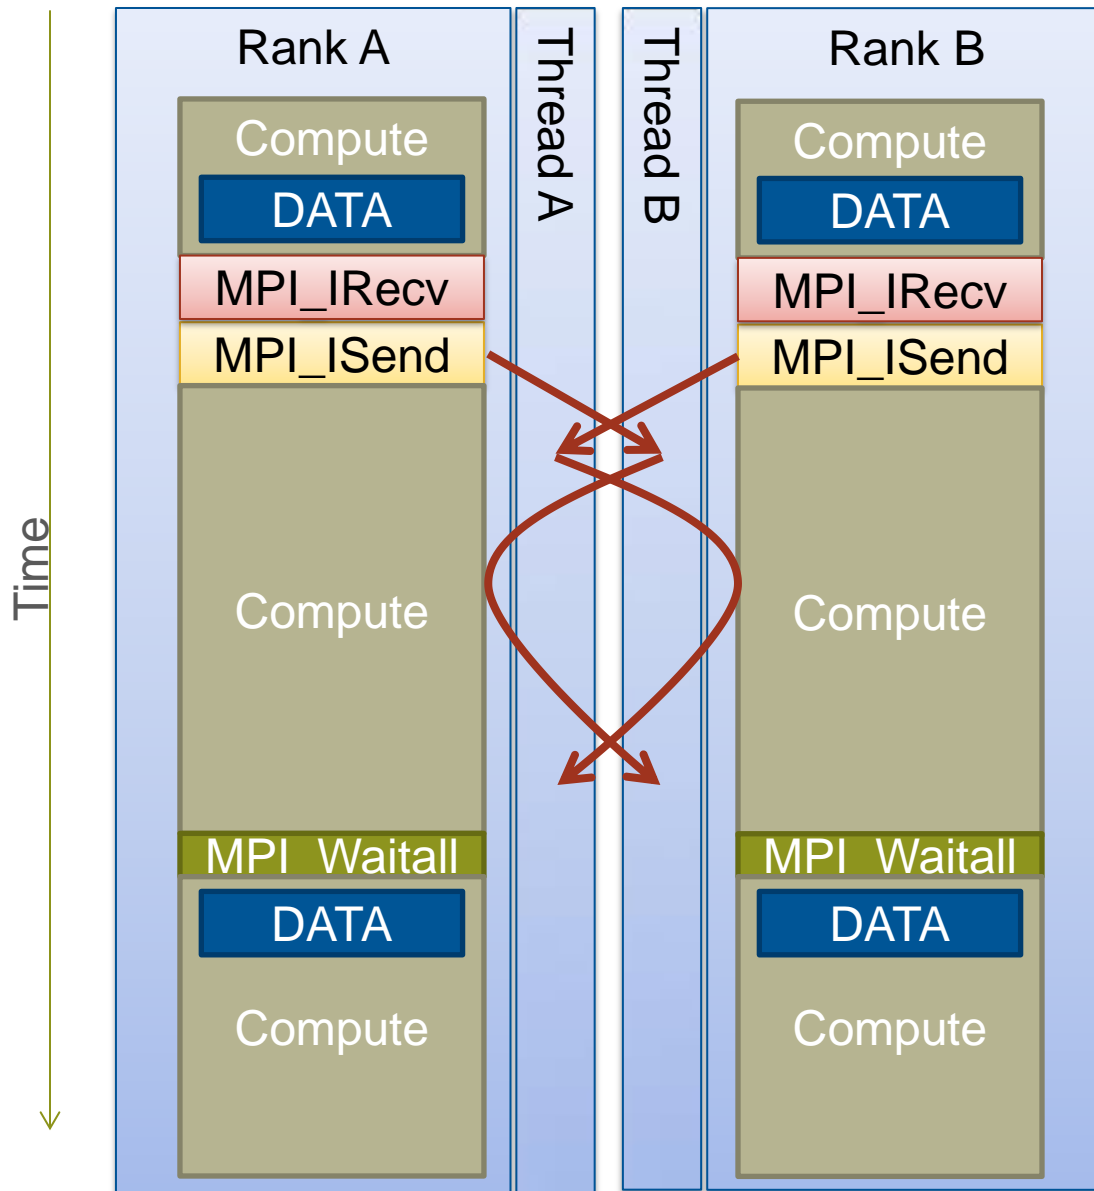 Time
Rank A
Compute
DATA
MPI_IRecv
MPI_ISend
Compute
MPI_Waitall
DATA
Compute
Thread A
Thread B
Rank B
Compute
DATA
MPI_IRecv
MPI_ISend
Compute
MPI_Waitall
DATA
Compute